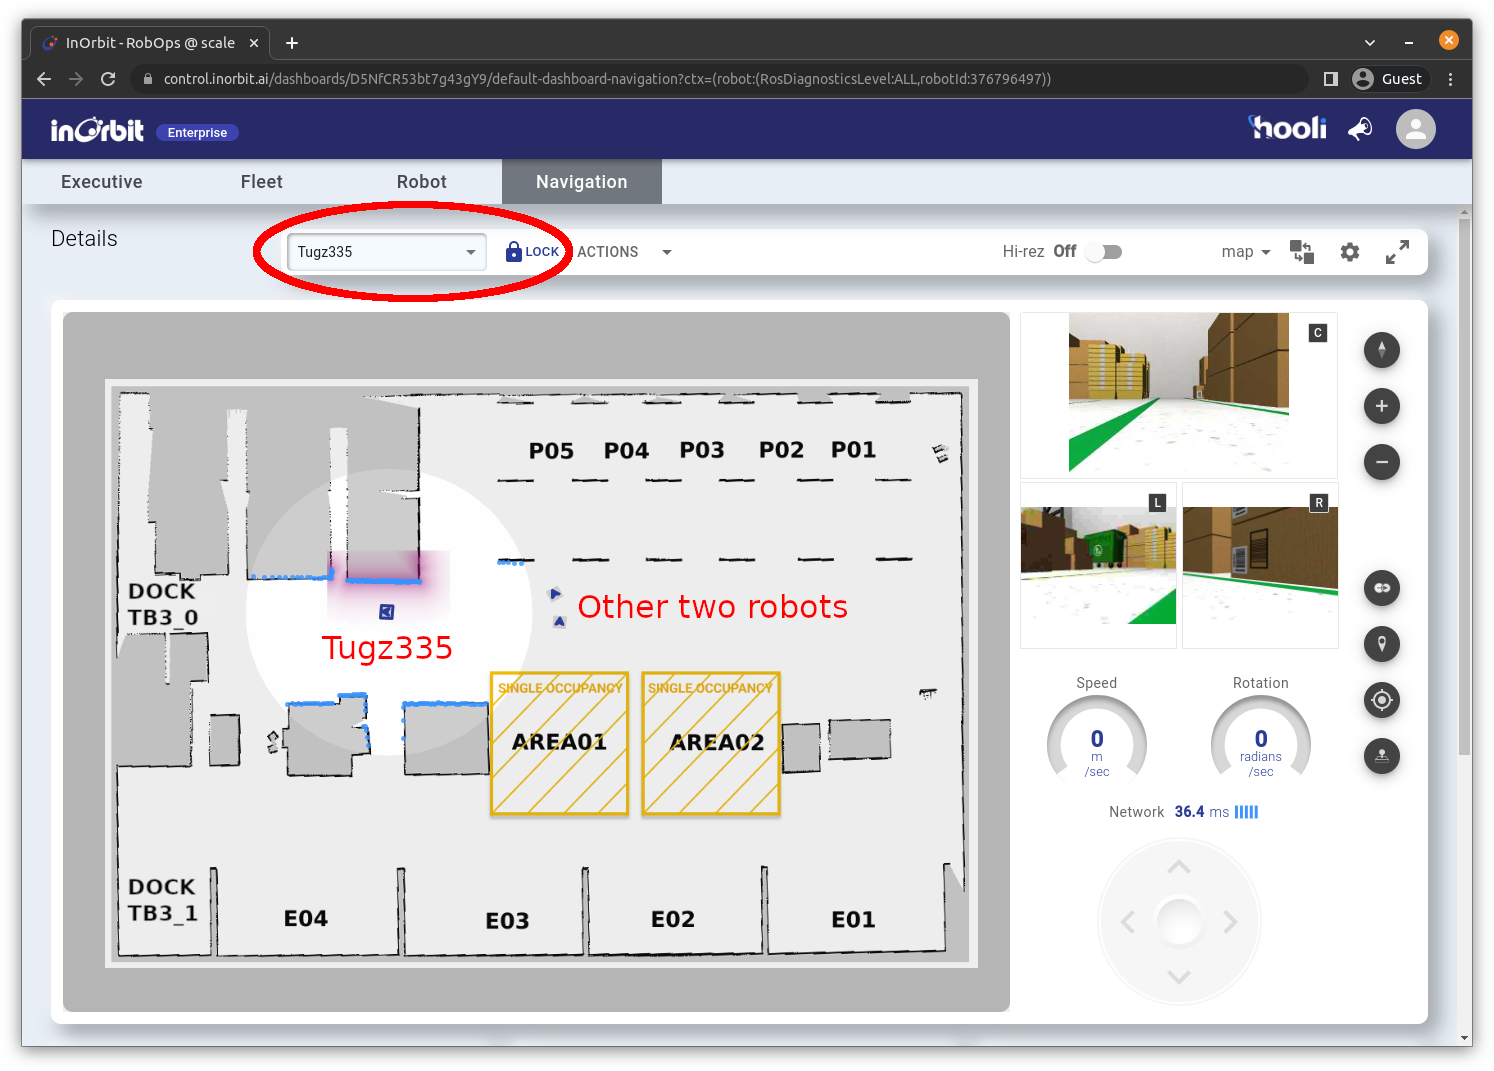 InOrbit - RobOps @ scale
control.inorbit.ai/dashboards/D5NfCR53bt7g43gY9/default-dashboard-navigation?ctx=(robot:(RosDiagnosticsLevel:ALL,robotId:376796497))
Guest
inOrbit Enterprise
hooli
Executive Fleet Robot Navigation
Details
Tugz335
LOCK
ACTIONS
Hi-rez Off
map
P05 P04 P03 P02 P01
DOCK
TB3_0
Tugz335
Other two robots
SINGLE OCCUPANCY
AREA01
SINGLE OCCUPANCY
AREA02
DOCK
TB3_1
E04 E03 E02 E01
C
L
R
Speed
0
m
/sec
Rotation
0
radians
/sec
Network 36.4 ms